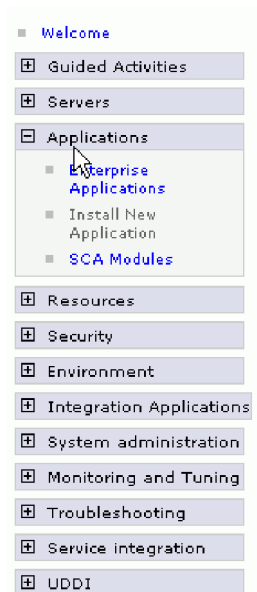 Welcome
Guided Activities
Servers
Applications
Enterprise
Applications
Install New
Application
SCA Modules
Resources
Security
Environment
Integration Applications
System administration
Monitoring and Tuning
Troubleshooting
Service integration
UDDI